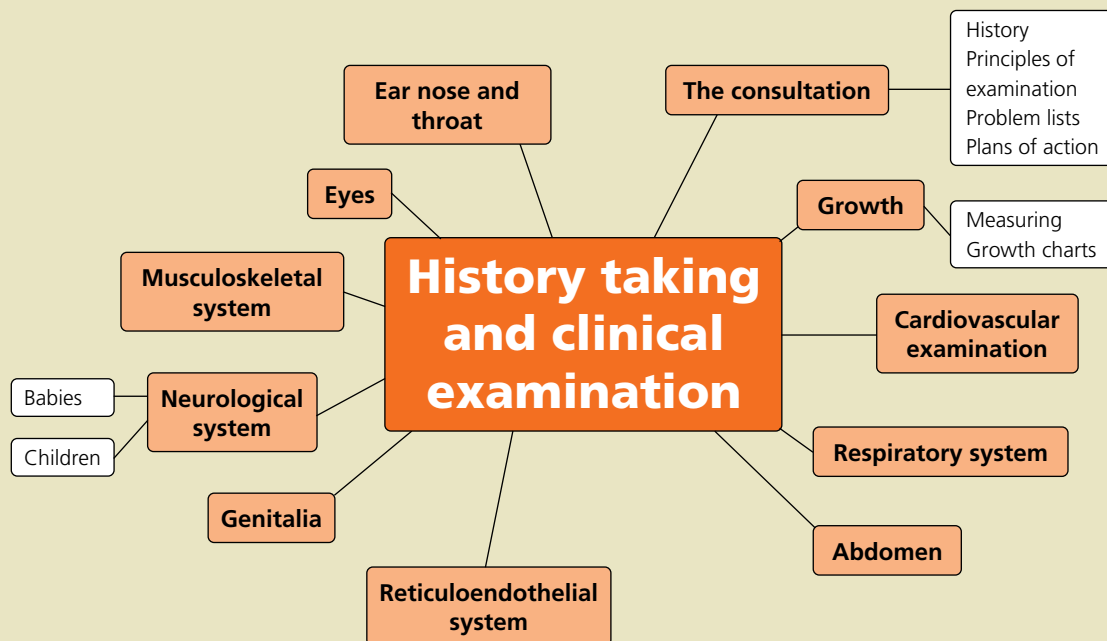 History taking
and clinical
examination
The consultation
History
Principles of
examination
Problem lists
Plans of action
Growth
Measuring
Growth charts
Cardiovascular
examination
Respiratory system
Abdomen
Reticuloendothelial
system
Genitalia
Neurological
system
Babies
Children
Musculoskeletal
system
Eyes
Ear nose and
throat